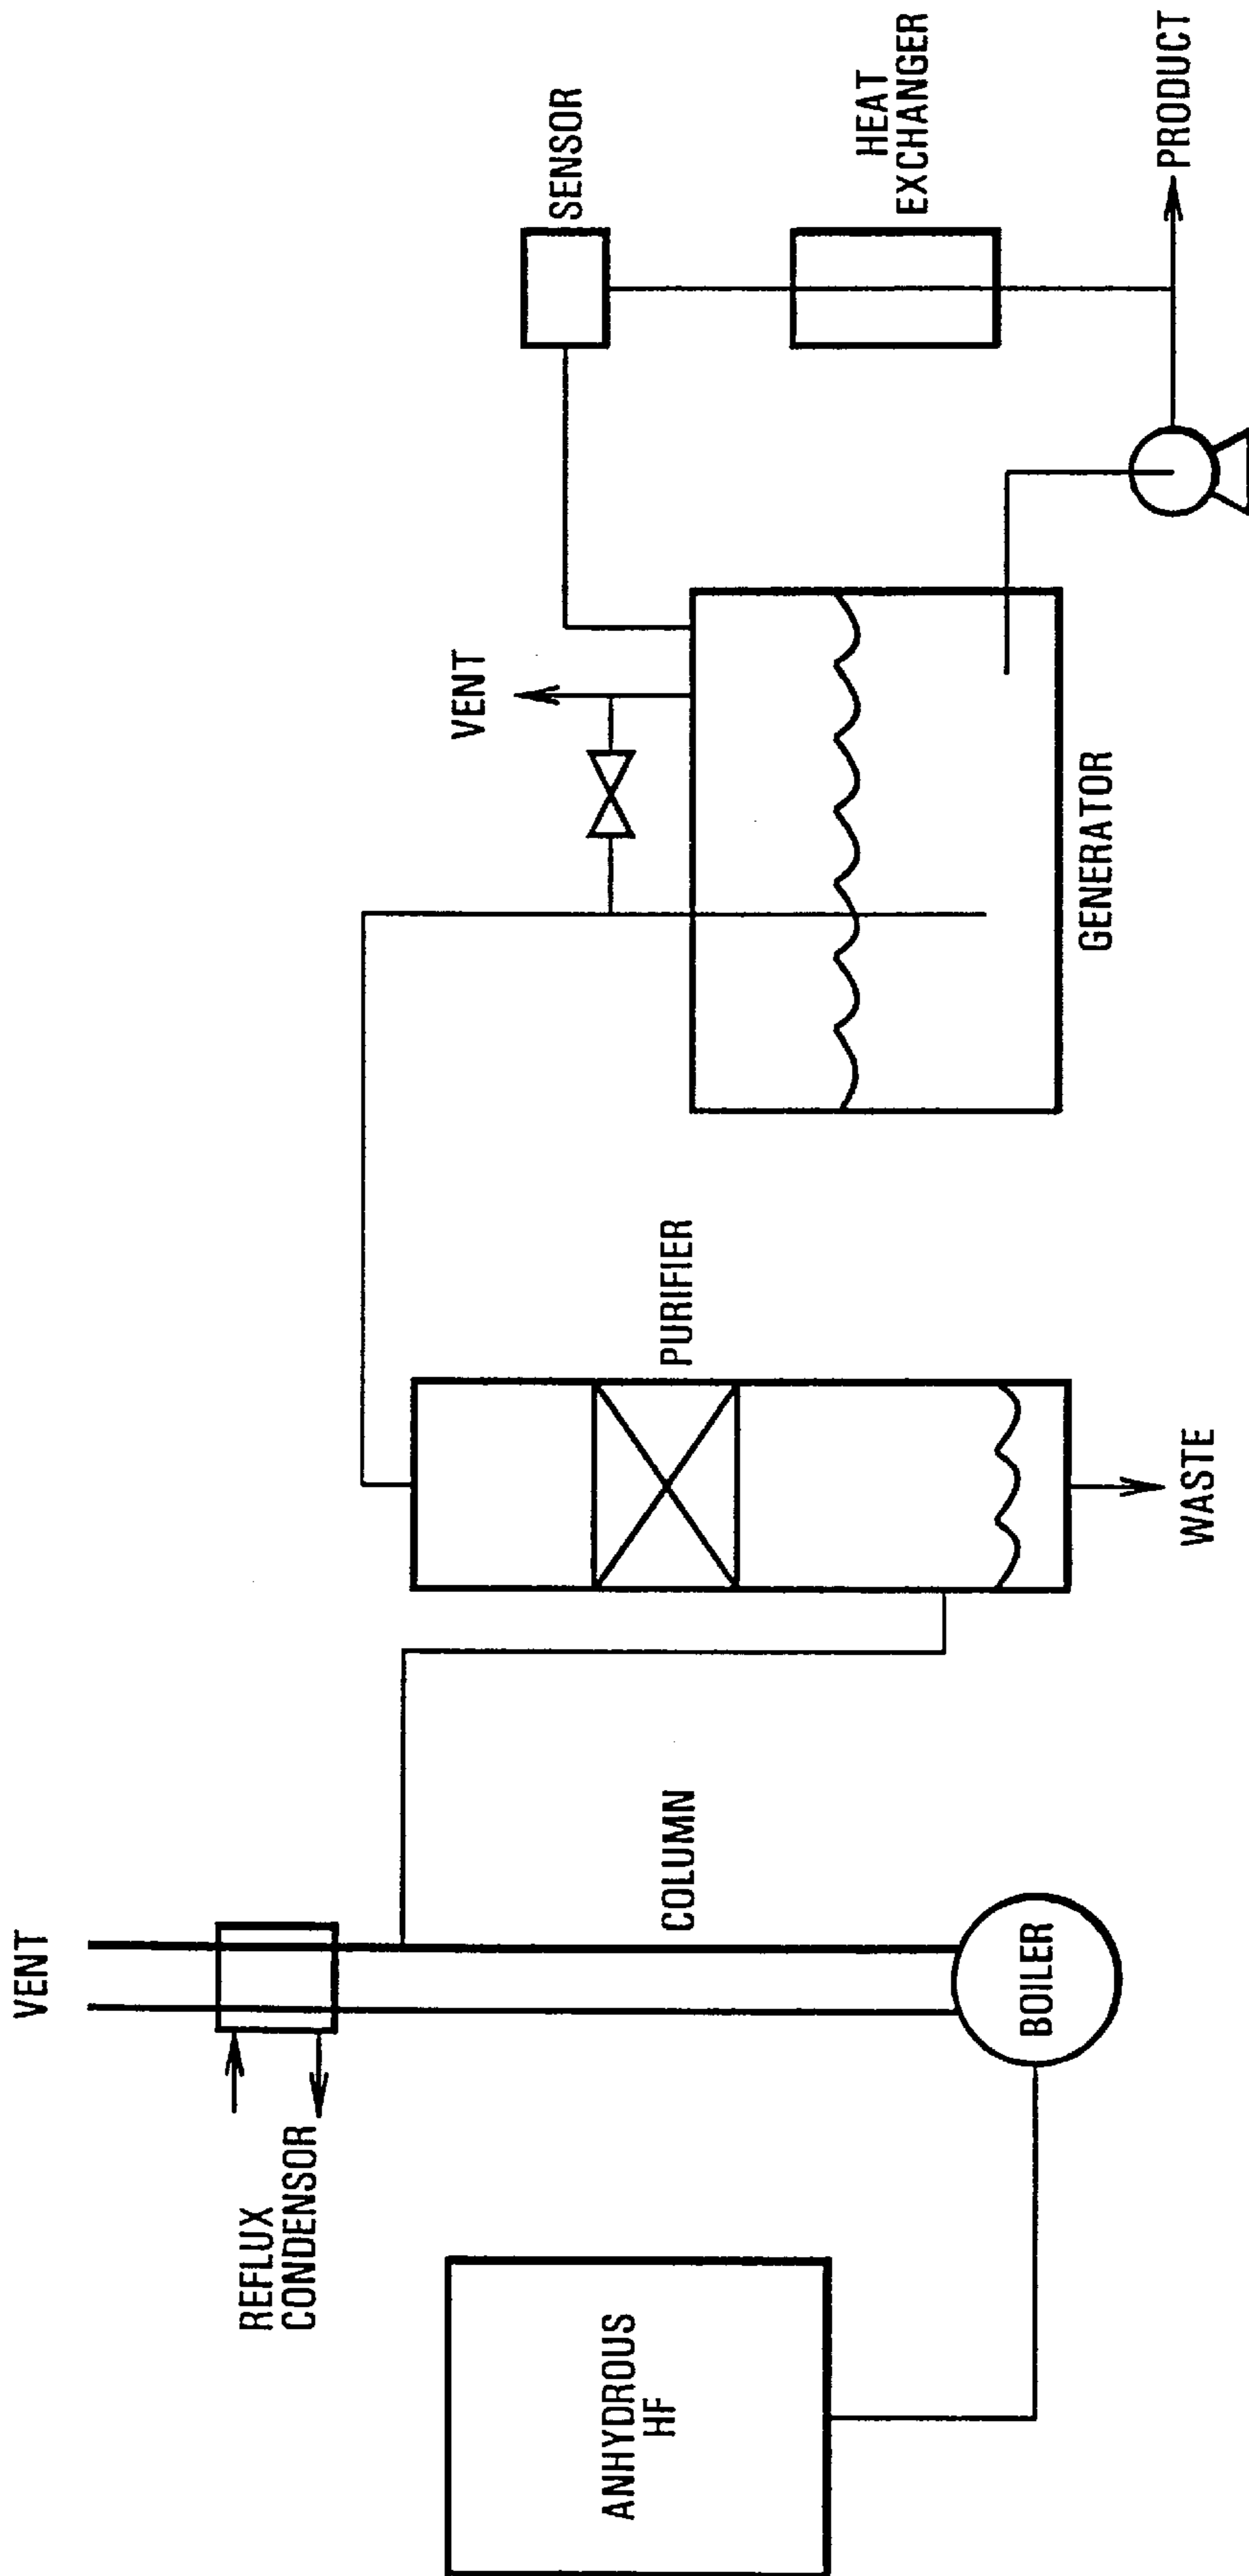 VENT
REFLUX
CONDENSOR
ANHYDROUS
HF
COLUMN
BOILER
PURIFIER
WASTE
VENT
GENERATOR
SENSOR
HEAT
EXCHANGER
PRODUCT